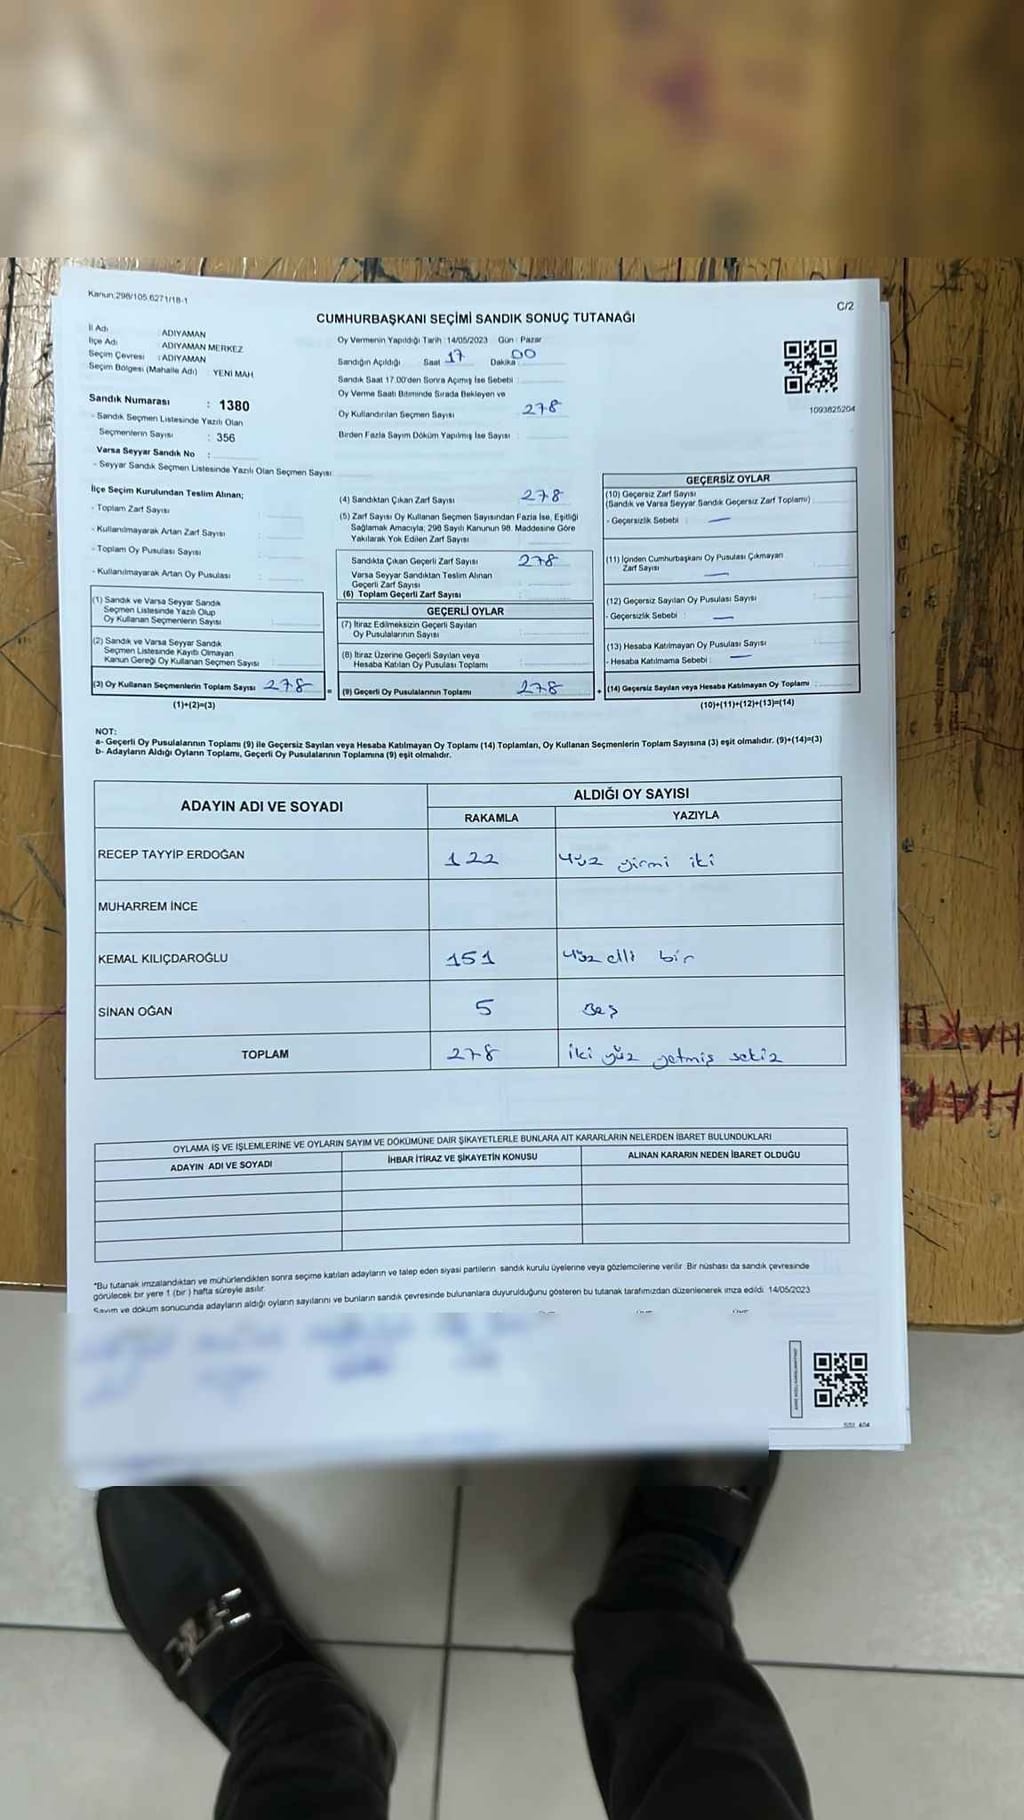 Kanun:298/105.6271/18-1
C/2
CUMHURBAŞKANI SEÇİMİ SANDIK SONUÇ TUTANAĞI
İl Adı : ADIYAMAN
İlçe Adı : ADIYAMAN MERKEZ
Seçim Çevresi : ADIYAMAN
Seçim Bölgesi (Mahalle Adı) : YENİ MAH
Sandık Numarası : 1380
- Sandık Seçmen Listesinde Yazılı Olan
Seçmenlerin Sayısı : 356
Varsa Seyyar Sandık No :
- Seyyar Sandık Seçmen Listesinde Yazılı Olan Seçmen Sayısı:
Oy Vermenin Yapıldığı Tarih : 14/05/2023 Gün : Pazar
Sandığın Açıldığı Saat 17 Dakika 00
Sandık Saat 17.00'den Sonra Açımış İse Sebebi :
Oy Verme Saati Bitiminde Sırada Bekleyen ve
Oy Kullandırılan Seçmen Sayısı 278
Birden Fazla Sayım Döküm Yapılmış İse Sayısı :
1093825204
İlçe Seçim Kurulundan Teslim Alınan;
- Toplam Zarf Sayısı :
- Kullanılmayarak Artan Zarf Sayısı :
- Toplam Oy Pusulası Sayısı :
- Kullanılmayarak Artan Oy Pusulası :
(1) Sandık ve Varsa Seyyar Sandık
Seçmen Listesinde Yazılı Olup
Oy Kullanan Seçmenlerin Sayısı :
(2) Sandık ve Varsa Seyyar Sandık
Seçmen Listesinde Kayıtlı Olmayan
Kanun Gereği Oy Kullanan Seçmen Sayısı :
(3) Oy Kullanan Seçmenlerin Toplam Sayısı 278
(1)+(2)=(3)
(4) Sandıktan Çıkan Zarf Sayısı 278
(5) Zarf Sayısı Oy Kullanan Seçmen Sayısından Fazla İse, Eşitliği
Sağlamak Amacıyla; 298 Sayılı Kanunun 98. Maddesine Göre
Yakılarak Yok Edilen Zarf Sayısı :
Sandıkta Çıkan Geçerli Zarf Sayısı 278
Varsa Seyyar Sandıktan Teslim Alınan
Geçerli Zarf Sayısı
(6) Toplam Geçerli Zarf Sayısı :
GEÇERLİ OYLAR
(7) İtiraz Edilmeksizin Geçerli Sayılan
Oy Pusulalarının Sayısı :
(8) İtiraz Üzerine Geçerli Sayılan veya
Hesaba Katılan Oy Pusulası Toplamı :
= (9) Geçerli Oy Pusulalarının Toplamı 278
GEÇERSİZ OYLAR
(10) Geçersiz Zarf Sayısı
(Sandık ve Varsa Seyyar Sandık Geçersiz Zarf Toplamı) :
- Geçersizlik Sebebi : —
(11) İçinden Cumhurbaşkanı Oy Pusulası Çıkmayan
Zarf Sayısı —
(12) Geçersiz Sayılan Oy Pusulası Sayısı
- Geçersizlik Sebebi : —
(13) Hesaba Katılmayan Oy Pusulası Sayısı
- Hesaba Katılmama Sebebi : —
+ (14) Geçersiz Sayılan veya Hesaba Katılmayan Oy Toplamı :
(10)+(11)+(12)+(13)=(14)
NOT:
a- Geçerli Oy Pusulalarının Toplamı (9) ile Geçersiz Sayılan veya Hesaba Katılmayan Oy Toplamı (14) Toplamları, Oy Kullanan Seçmenlerin Toplam Sayısına (3) eşit olmalıdır. (9)+(14)=(3)
b- Adayların Aldığı Oyların Toplamı, Geçerli Oy Pusulalarının Toplamına (9) eşit olmalıdır.
ADAYIN ADI VE SOYADI ALDIĞI OY SAYISI
RAKAMLA YAZIYLA
RECEP TAYYİP ERDOĞAN 122 Yüz yirmi iki
MUHARREM İNCE
KEMAL KILIÇDAROĞLU 151 Yüz elli bir
SİNAN OĞAN 5 Beş
TOPLAM 278 İki yüz yetmiş sekiz
OYLAMA İŞ VE İŞLEMLERİNE VE OYLARIN SAYIM VE DÖKÜMÜNE DAİR ŞİKAYETLERLE BUNLARA AİT KARARLARIN NELERDEN İBARET BULUNDUKLARI
ADAYIN ADI VE SOYADI İHBAR İTİRAZ VE ŞİKAYETİN KONUSU ALINAN KARARIN NEDEN İBARET OLDUĞU
*Bu tutanak imzalandıktan ve mühürlendikten sonra seçime katılan adayların ve talep eden siyasi partilerin sandık kurulu üyelerine veya gözlemcilerine verilir. Bir nüshası da sandık çevresinde
görülecek bir yere 1 (bir ) hafta süreyle asılır.
Sayım ve döküm sonucunda adayların aldığı oyların sayılarını ve bunların sandık çevresinde bulunanlara duyurulduğunu gösteren bu tutanak tarafımızdan düzenlenerek imza edildi. 14/05/2023